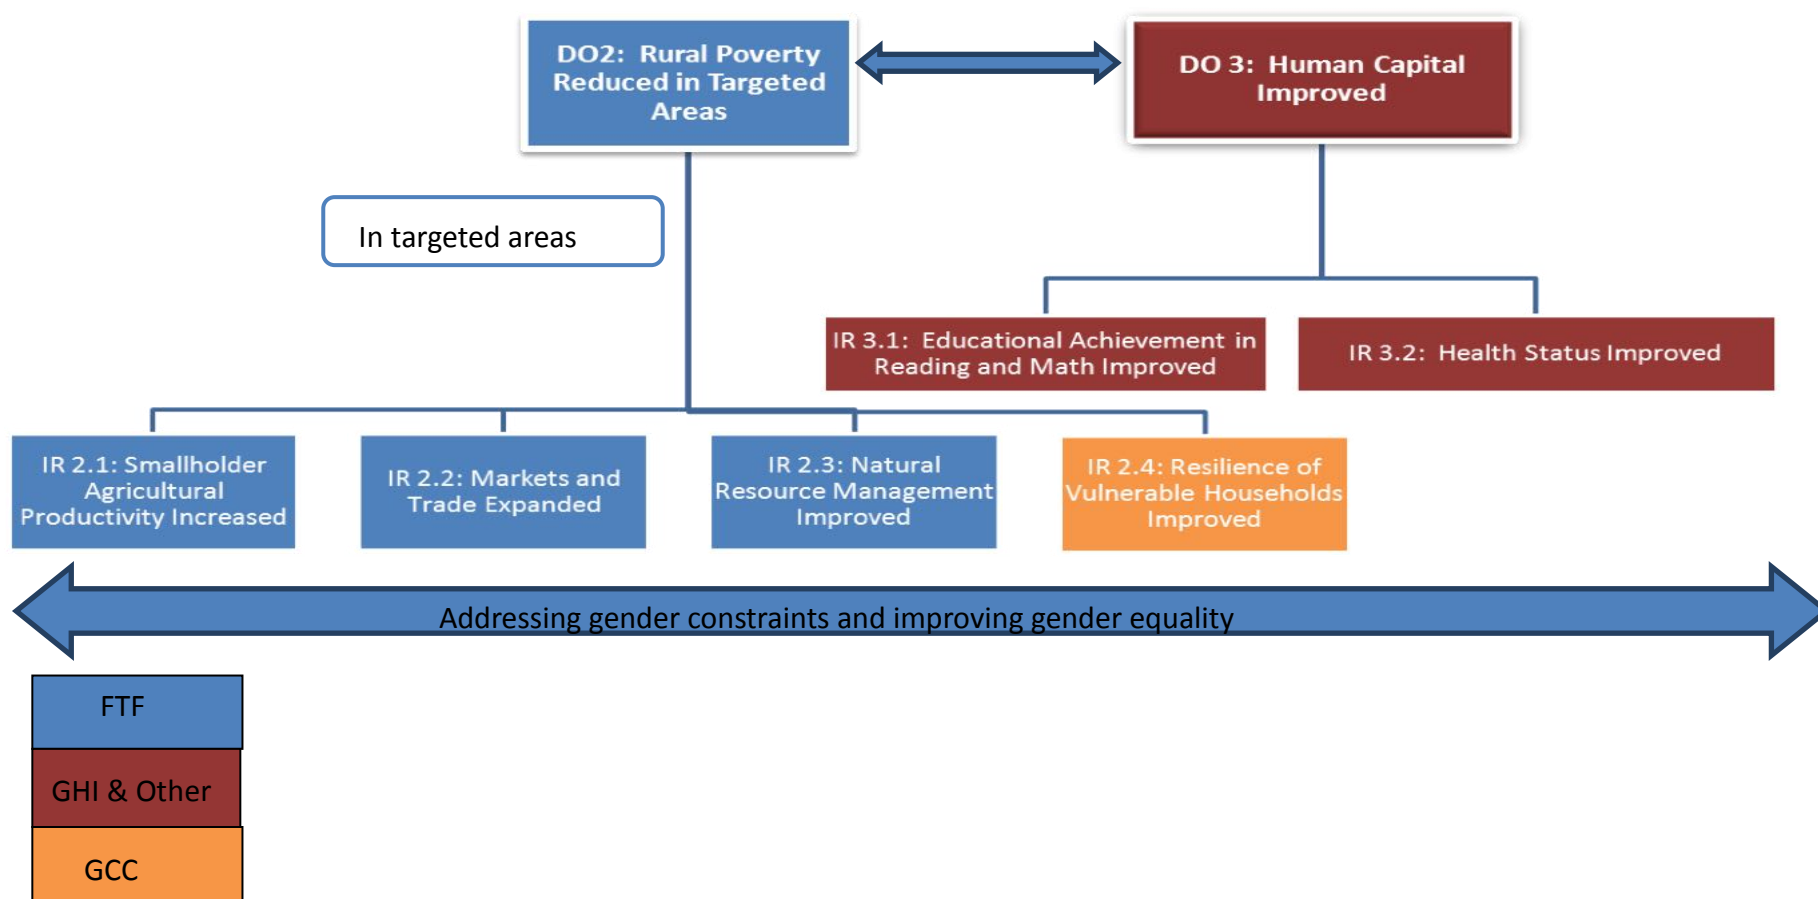 DO2: Rural Poverty
Reduced in Targeted
Areas
DO 3: Human Capital
Improved
In targeted areas
IR 3.1: Educational Achievement in
Reading and Math Improved
IR 3.2: Health Status Improved
IR 2.1: Smallholder
Agricultural
Productivity Increased
IR 2.2: Markets and
Trade Expanded
IR 2.3: Natural
Resource Management
Improved
IR 2.4: Resilience of
Vulnerable Households
Improved
Addressing gender constraints and improving gender equality
FTF
GHI & Other
GCC